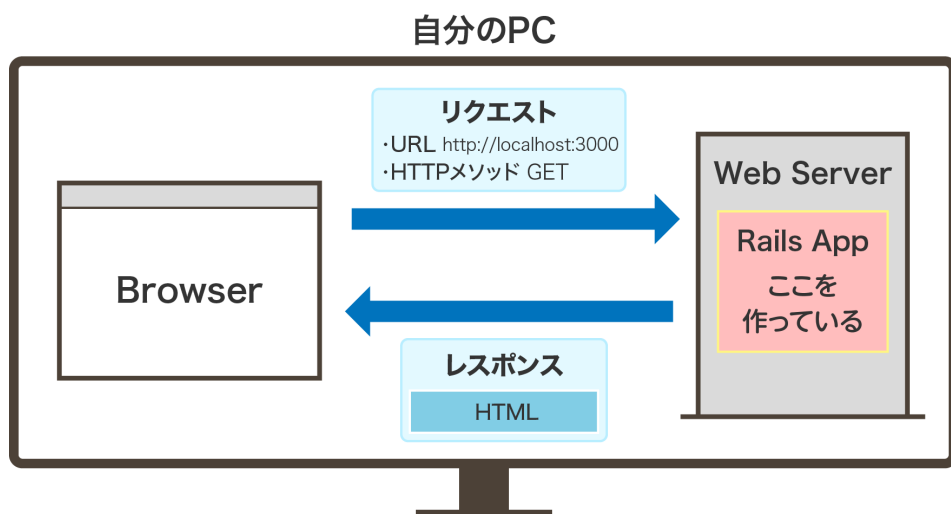 自分のPC
リクエスト
・URL http://localhost:3000
・HTTPメソッド GET
Browser
Web Server
Rails App
ここを
作っている
レスポンス
HTML